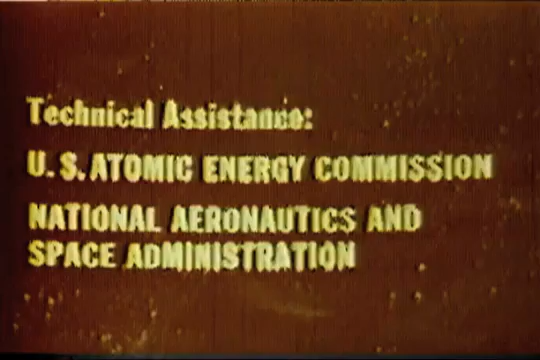 Technical Assistance:
U.S. ATOMIC ENERGY COMMISSION
NATIONAL AERONAUTICS AND
SPACE ADMINISTRATION